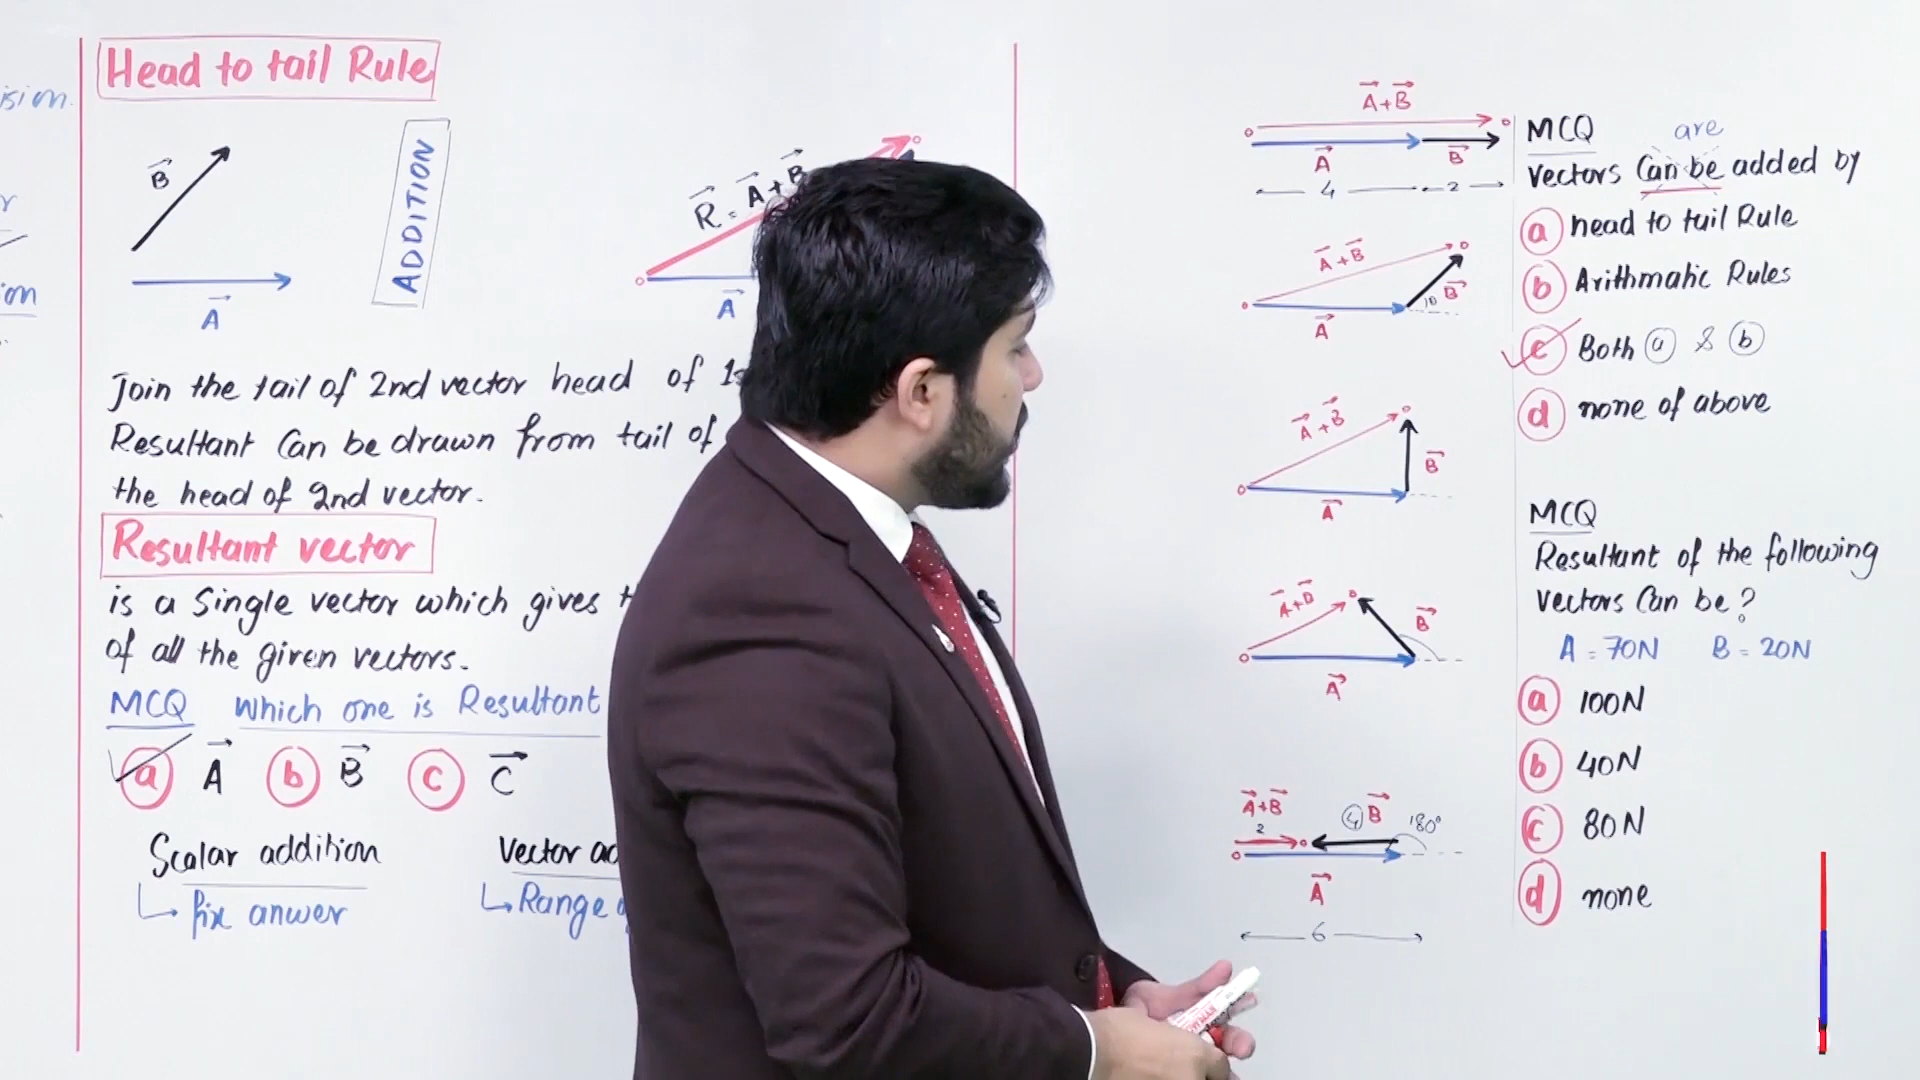 ision.
ion
Head to tail Rule
B
A
ADDITION
R = A + B
A
Join the tail of 2nd vector head of
Resultant Can be drawn from tail of
the head of 2nd vector.
Resultant vector
is a Single vector which gives
of all the given vectors.
MCQ Which one is Resultant
a A b B c C
Scalar addition
fix anwer
Vector
Range
A+B
A B
4 2
A+B
B
A
A+B
B
A
A+B
B
A
A+B
2 4 B 180°
A
6
MCQ
are
Vectors Can be added by
a head to tail Rule
b Arithmatic Rules
c Both a & b
d none of above
MCQ
Resultant of the following
Vectors Can be?
A = 70N B = 20N
a 100N
b 40N
c 80N
d none